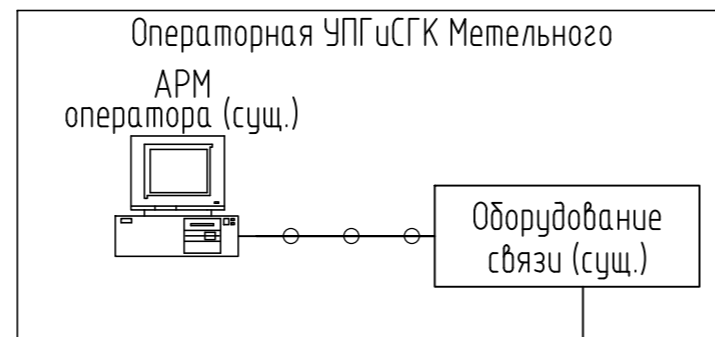 Операторная УПГиСГК Метельного
АРМ
оператора (сущ.)
Оборудование
связи (сущ.)